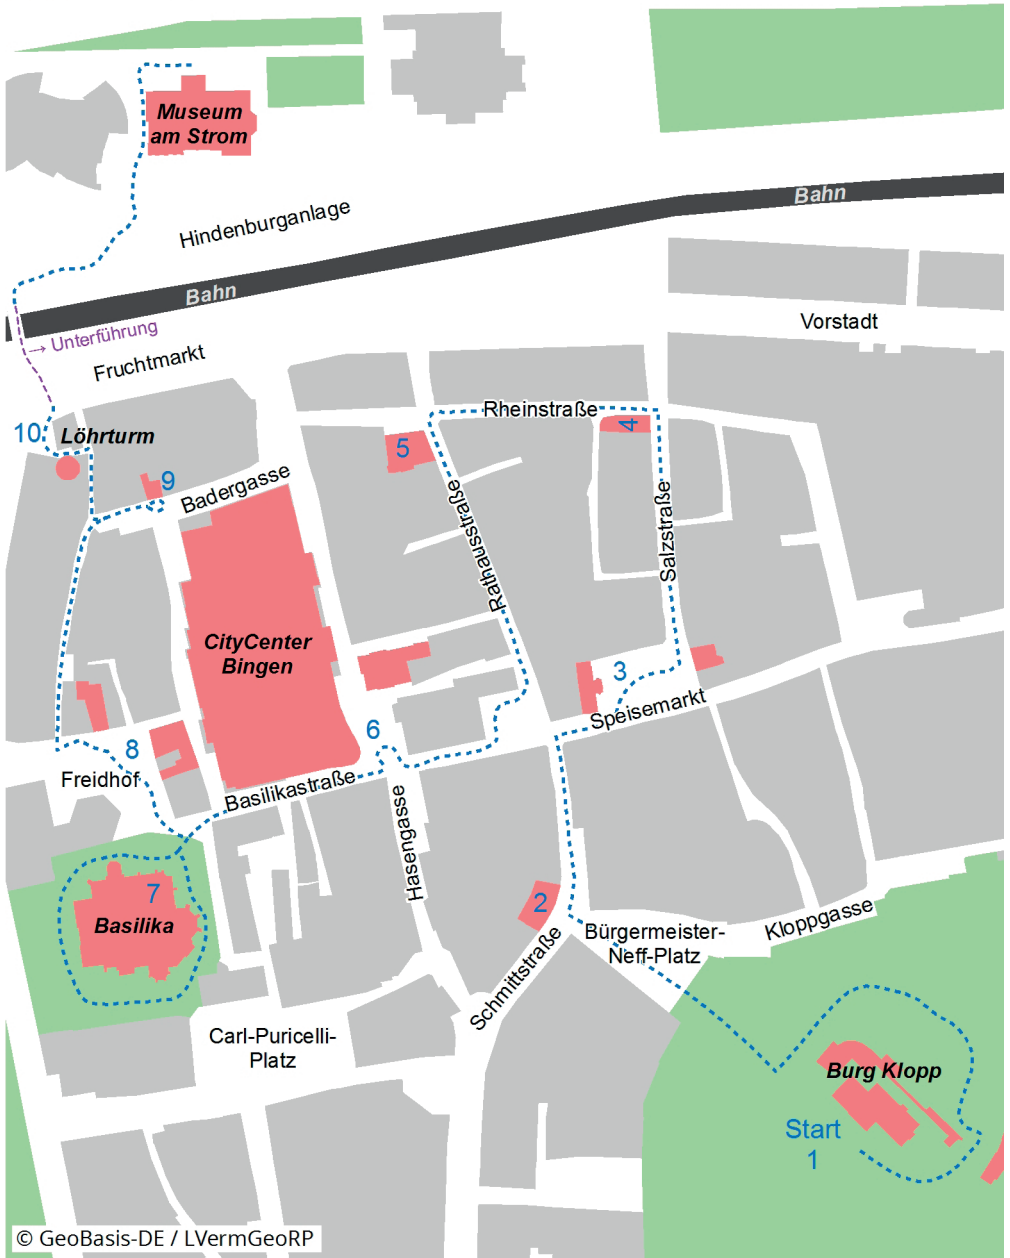 Museum
am Strom
Hindenburganlage
Bahn
Bahn
→ Unterführung
Vorstadt
Fruchtmarkt
Rheinstraße
4
10
Löhrturm
5
9
Badergasse
Rathausstraße
Salzstraße
CityCenter
Bingen
3
Speisemarkt
6
8
Freidhof
Basilikastraße
Hasengasse
7
Basilika
2
Bürgermeister-
Neff-Platz
Kloppgasse
Schmittstraße
Carl-Puricelli-
Platz
Burg Klopp
Start
1
© GeoBasis-DE / LVermGeoRP